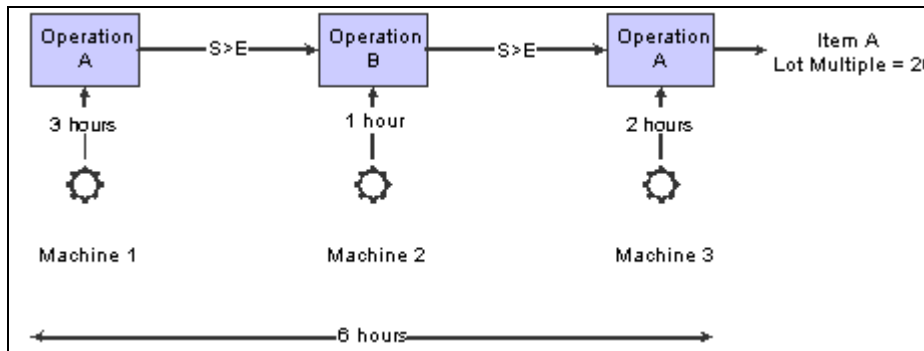 Operation
A
S>E
Operation
B
S>E
Operation
A
Item A
Lot Multiple =
3 hours
1 hour
2 hours
Machine 1
Machine 2
Machine 3
6 hours